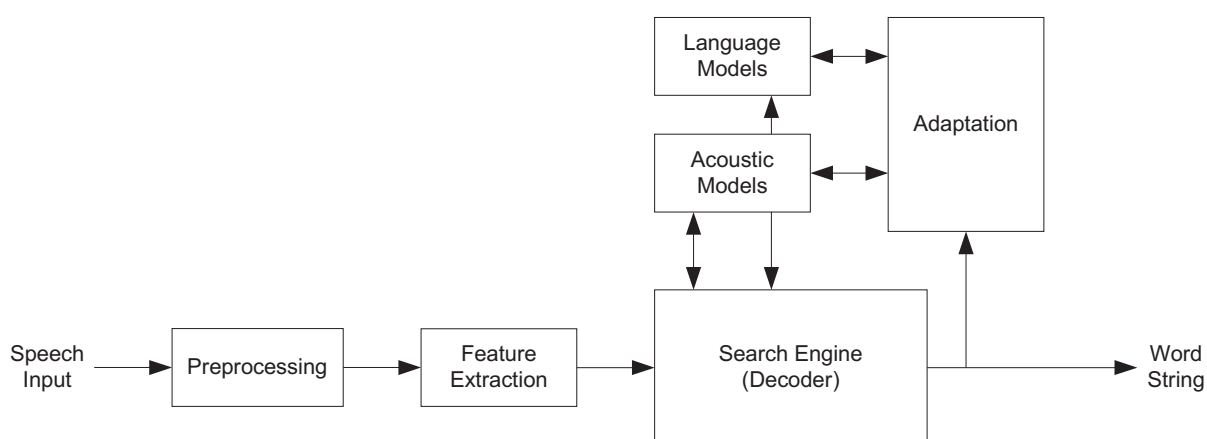 Language
Models
Adaptation
Acoustic
Models
Speech
Input
Preprocessing
Feature
Extraction
Search Engine
(Decoder)
Word
String